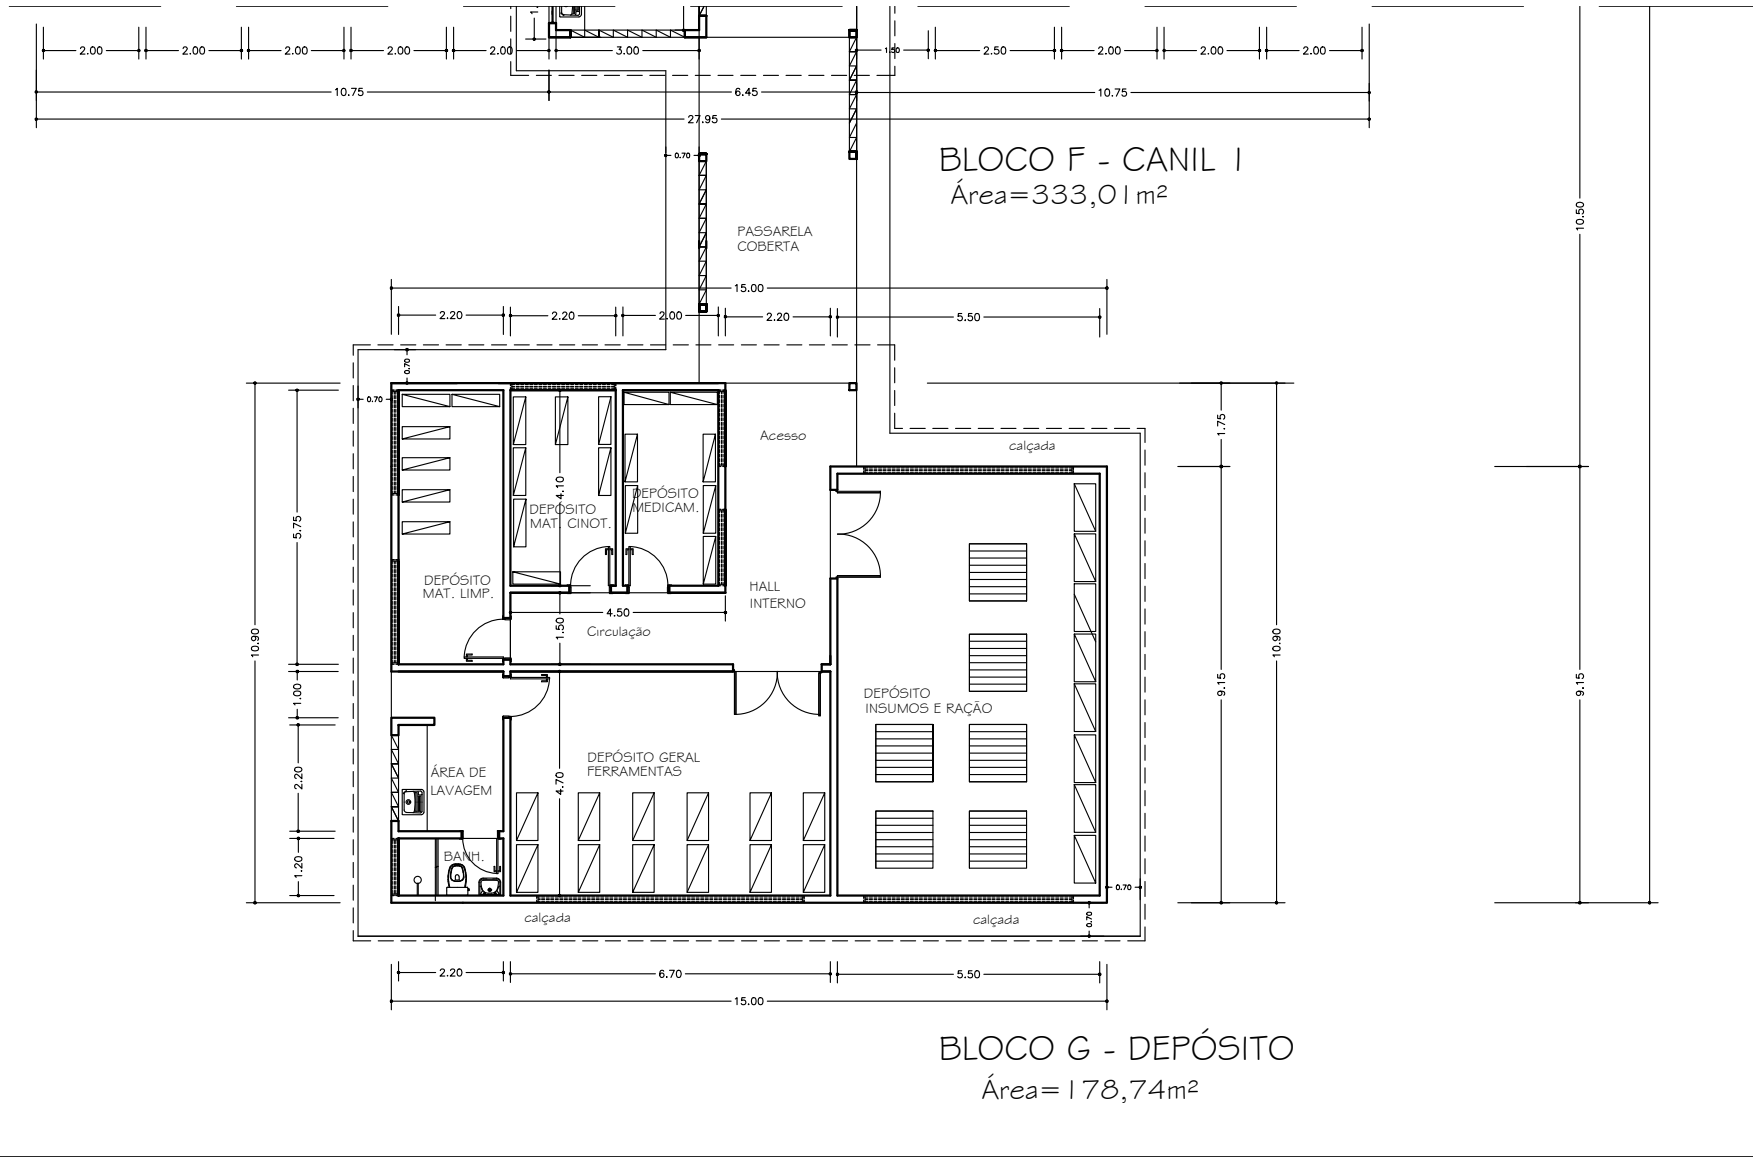 2.00
2.00
2.00
2.00
2.00
3.00
1.50
2.50
2.00
2.00
2.00
10.75
6.45
10.75
27.95
BLOCO F - CANIL I
Área=333,01m²
0.70
10.50
PASSARELA
COBERTA
15.00
2.20
2.20
2.00
2.20
5.50
0.70
0.70
1.75
Acesso
calçada
4.10
DEPÓSITO
MEDICAM.
DEPÓSITO
MAT. CINOT.
5.75
DEPÓSITO
MAT. LIMP.
HALL
INTERNO
4.50
1.50
Circulação
10.90
10.90
1.00
9.15
9.15
DEPÓSITO
INSUMOS E RAÇÃO
DEPÓSITO GERAL
FERRAMENTAS
4.70
2.20
ÁREA DE
LAVAGEM
BANH.
1.20
0.70
calçada
calçada
0.70
2.20
6.70
5.50
15.00
BLOCO G - DEPÓSITO
Área=178,74m²